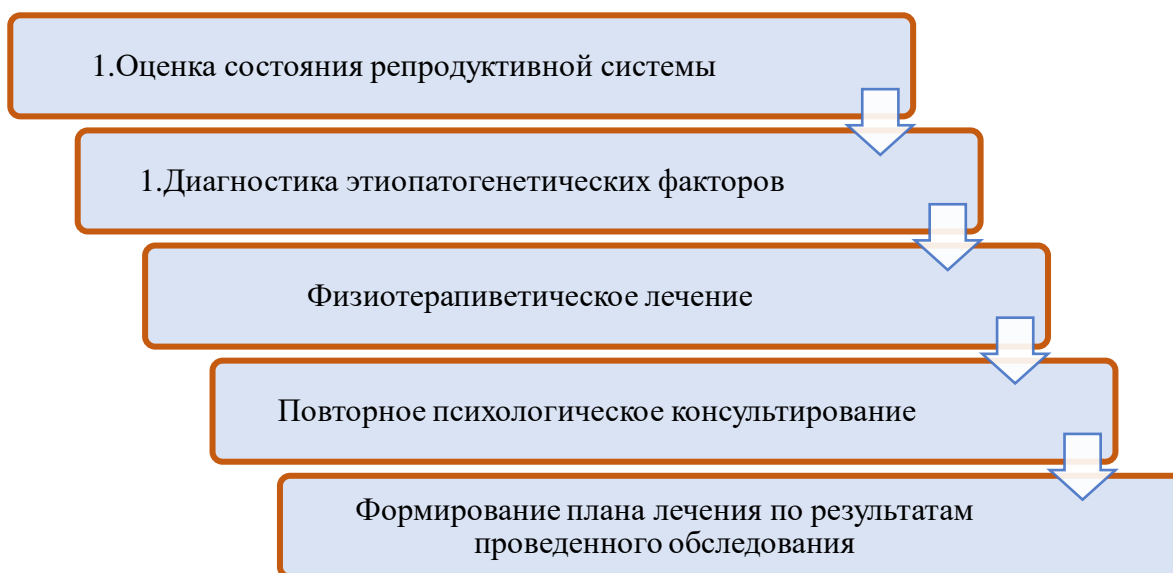 1.Оценка состояния репродуктивной системы
1.Диагностика этиопатогенетических факторов
Физиотерапиветическое лечение
Повторное психологическое консультирование
Формирование плана лечения по результатам
проведенного обследования